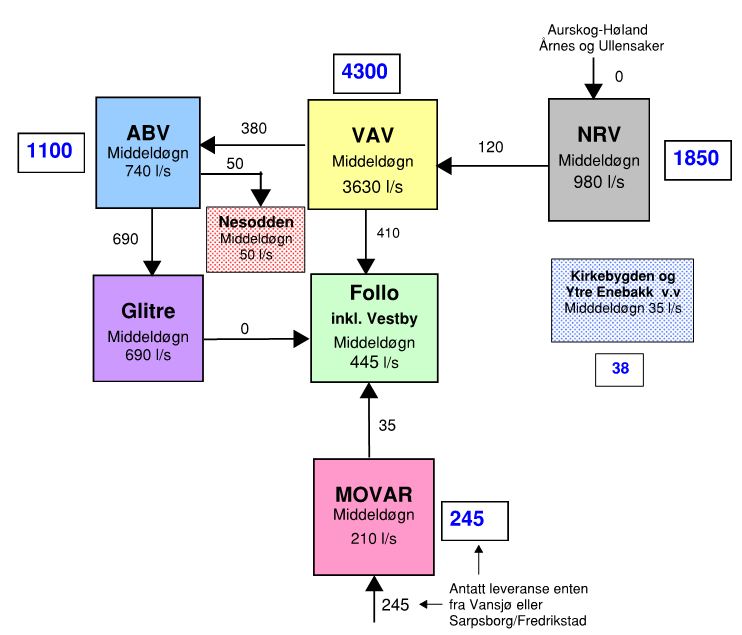 Aurskog-Høland
Årnes og Ullensaker
0
4300
1100
ABV
Middeldøgn
740 l/s
380
50
VAV
Middeldøgn
3630 l/s
120
NRV
Middeldøgn
980 l/s
1850
Nesodden
Middeldøgn
50 l/s
690
410
Glitre
Middeldøgn
690 l/s
0
Follo
inkl. Vestby
Middeldøgn
445 l/s
Kirkebygden og
Ytre Enebakk v.v
Midddeldøgn 35 l/s
38
35
MOVAR
Middeldøgn
210 l/s
245
245
Antatt leveranse enten
fra Vansjø eller
Sarpsborg/Fredrikstad